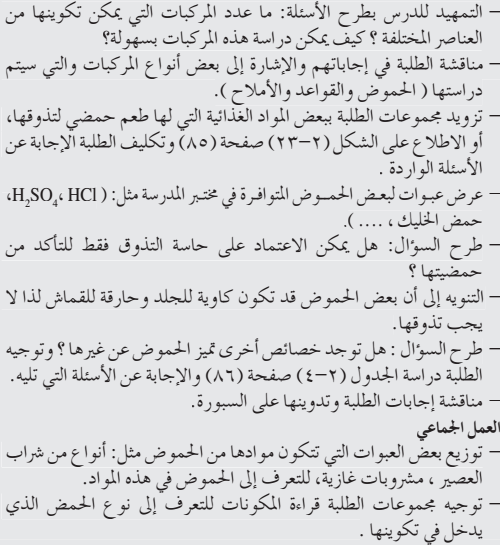 – التمهيد للدرس بطرح الأسئلة: ما عدد المركبات التي يمكن تكوينها من
العناصر المختلفة ؟ كيف يمكن دراسة هذه المركبات بسهولة؟
– مناقشة الطلبة في إجاباتهم والإشارة إلى بعض أنواع المركبات والتي سيتم
دراستها ( الحموض والقواعد والأملاح ).
– تزويد مجموعات الطلبة ببعض المواد الغذائية التي لها طعم حمضي لتذوقها،
أو الاطلاع على الشكل (٢–٢٣) صفحة (٨٥) وتكليف الطلبة الإجابة عن
الأسئلة الواردة .
– عرض عبوات لبعض الحمـوض المتوافرة في مختبر المدرسة مثل: ( H₂SO₄، HCl،
حمض الخليك ، .... ).
– طرح السؤال: هل يمكن الاعتماد على حاسة التذوق فقط للتأكد من
حمضيتها ؟
– التنويه إلى أن بعض الحموض قد تكون كاوية للجلد وحارقة للقماش لذا لا
يجب تذوقها.
– طرح السؤال : هل توجد خصائص أخرى تميز الحموض عن غيرها ؟ وتوجيه
الطلبة دراسة الجدول (٢–٤) صفحة (٨٦) والإجابة عن الأسئلة التي تليه.
– مناقشة إجابات الطلبة وتدوينها على السبورة.
العمل الجماعي
– توزيع بعض العبوات التي تتكون موادها من الحموض مثل: أنواع من شراب
العصير ، مشروبات غازية، للتعرف إلى الحموض في هذه المواد.
– توجيه مجموعات الطلبة قراءة المكونات للتعرف إلى نوع الحمض الذي
يدخل في تكوينها .